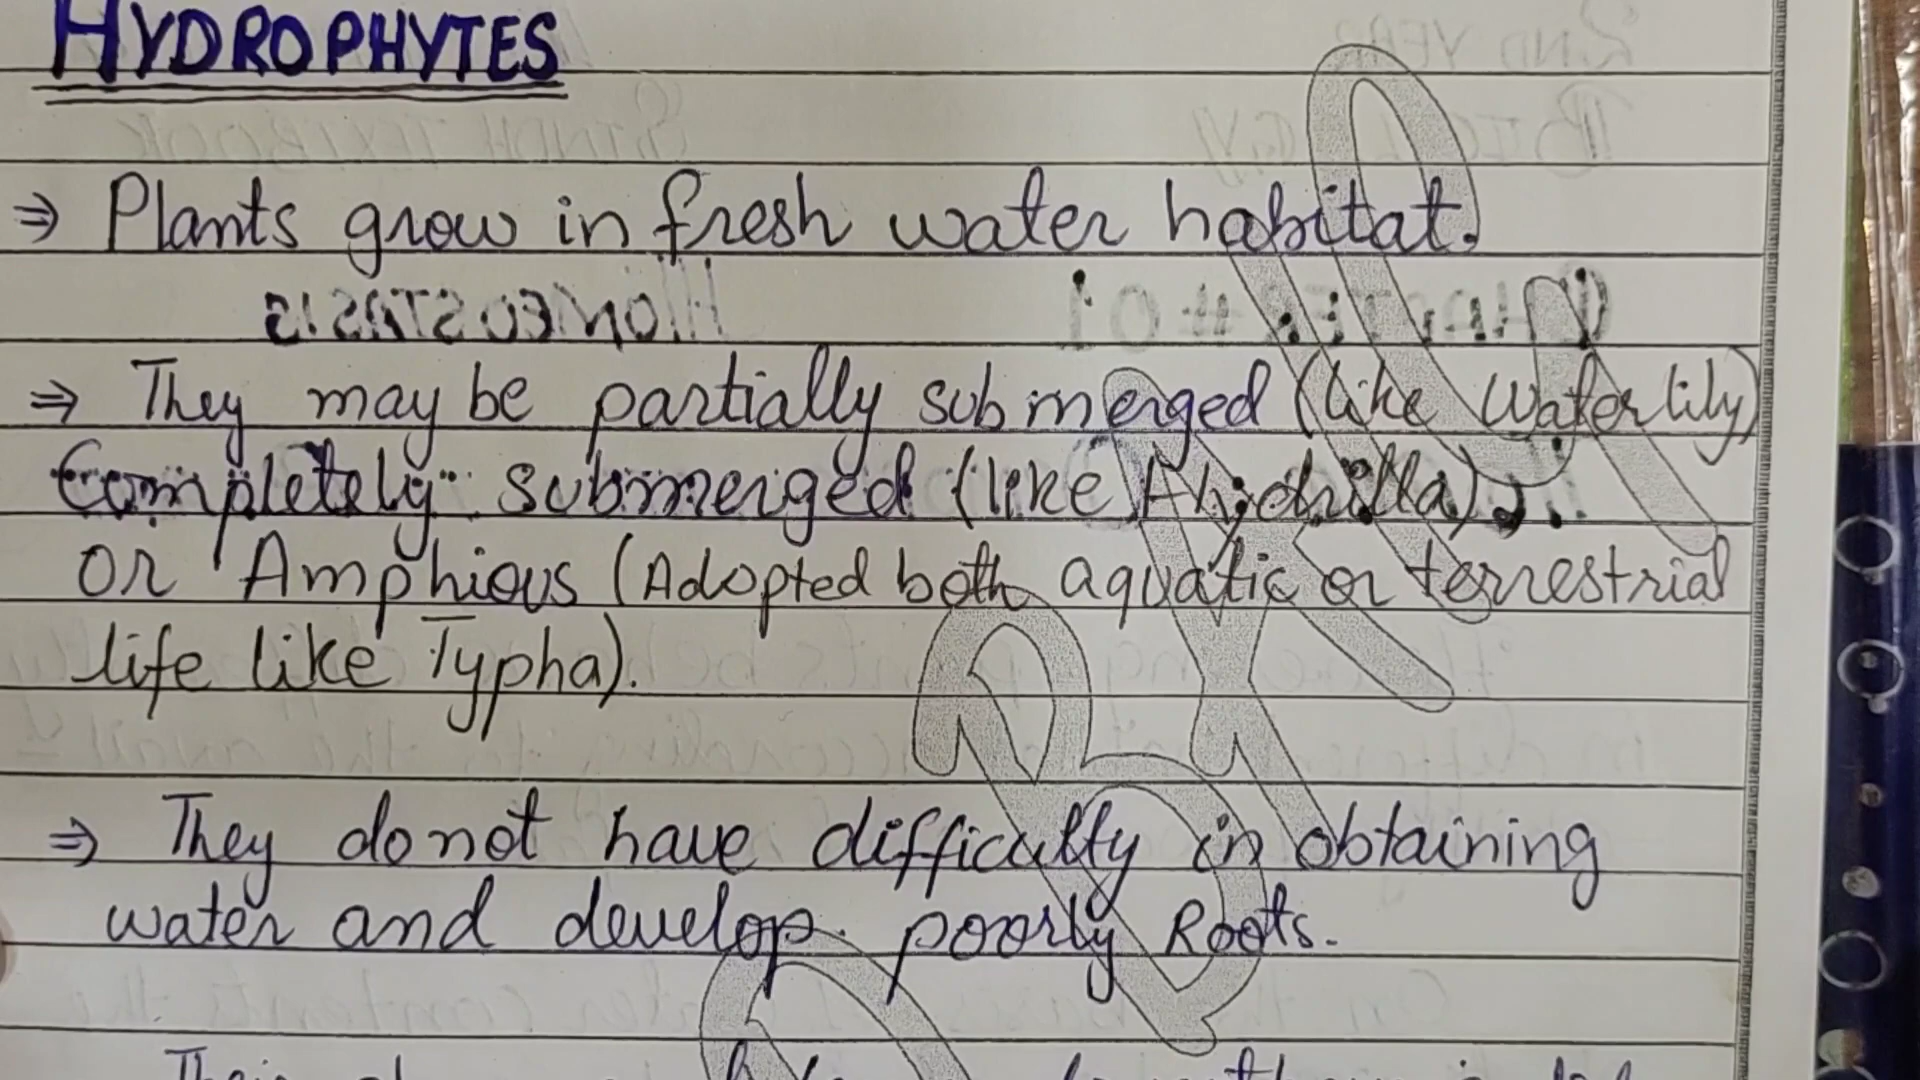 HYDROPHYTES
⇒ Plants grow in fresh water habitat.
⇒ They may be partially submerged (like Water lily)
Completely submerged (like Hydrilla),
or Amphious (Adopted both aquatic or terrestrial
life like Typha).
⇒ They do not have difficulty in obtaining
water and develop poorly Roots.